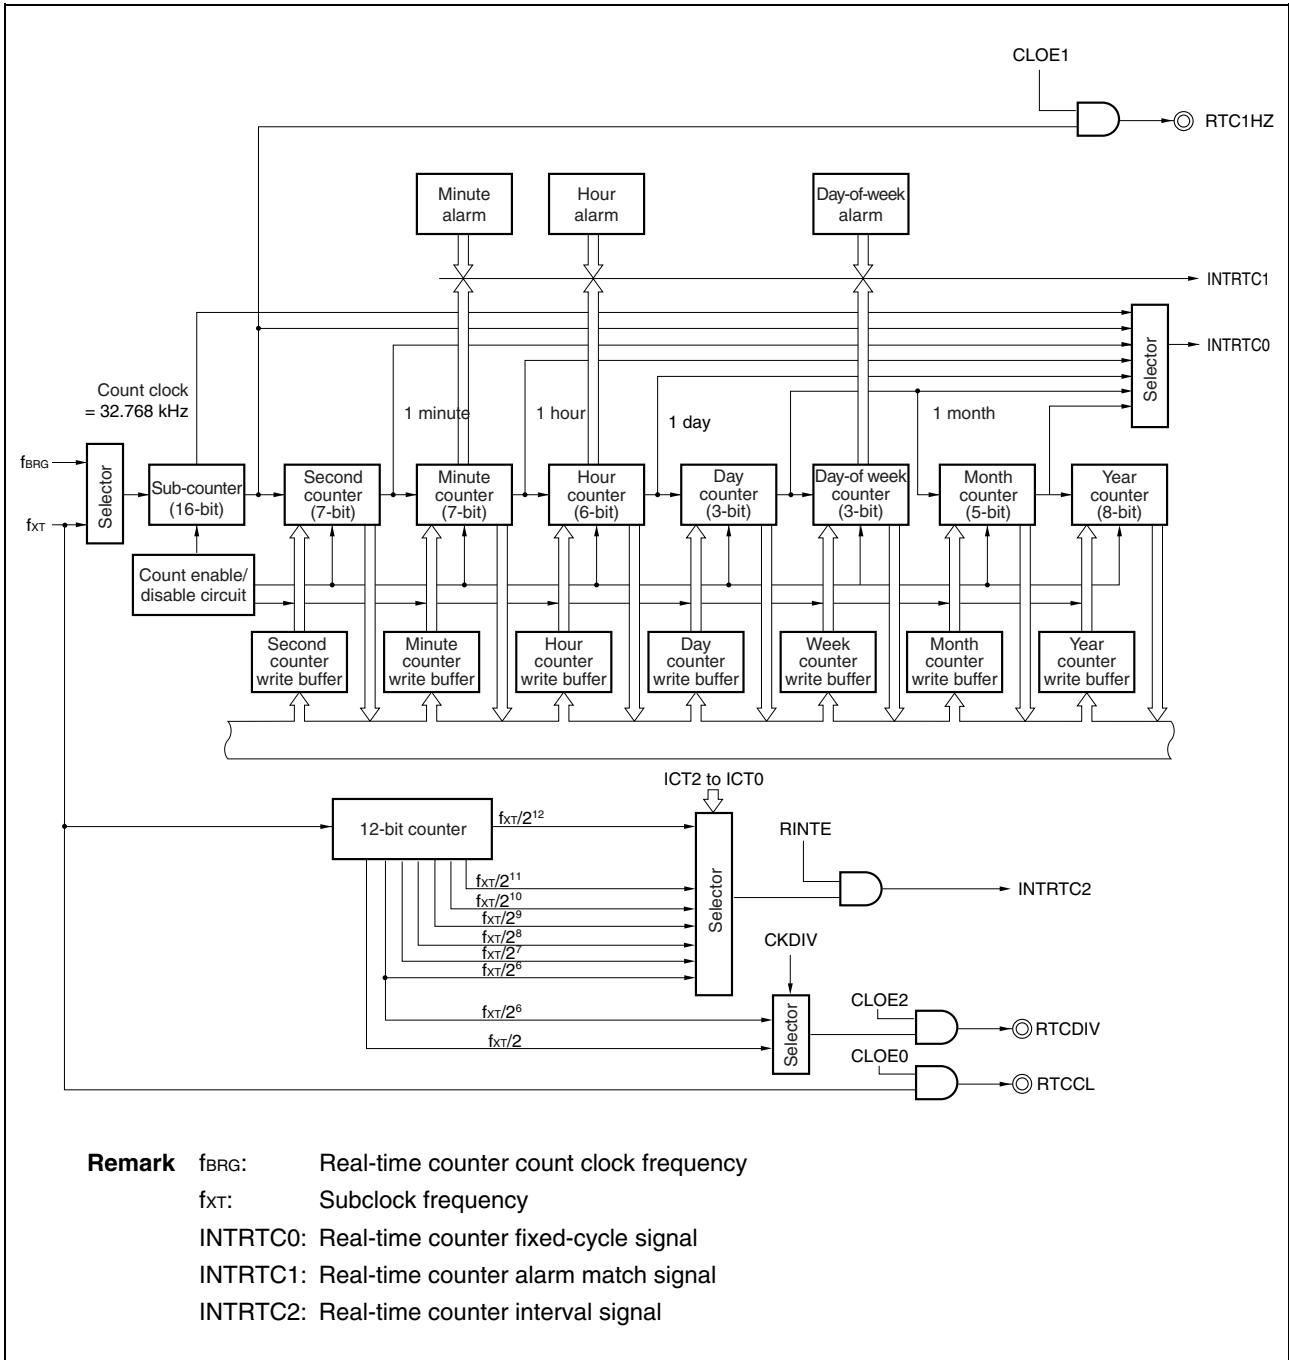 CLOE1
RTC1HZ
Minute
alarm
Hour
alarm
Day-of-week
alarm
INTRTC1
INTRTC0
Selector
Count clock
= 32.768 kHz
1 minute
1 hour
1 day
1 month
fBRG
fXT
Selector
Sub-counter
(16-bit)
Second
counter
(7-bit)
Minute
counter
(7-bit)
Hour
counter
(6-bit)
Day
counter
(3-bit)
Day-of week
counter
(3-bit)
Month
counter
(5-bit)
Year
counter
(8-bit)
Count enable/
disable circuit
Second
counter
write buffer
Minute
counter
write buffer
Hour
counter
write buffer
Day
counter
write buffer
Week
counter
write buffer
Month
counter
write buffer
Year
counter
write buffer
ICT2 to ICT0
12-bit counter
fXT/2¹²
fXT/2¹¹
fXT/2¹⁰
fXT/2⁹
fXT/2⁸
fXT/2⁷
fXT/2⁶
Selector
RINTE
INTRTC2
CKDIV
fXT/2⁶
fXT/2
Selector
CLOE2
RTCDIV
CLOE0
RTCCL
Remark fBRG: Real-time counter count clock frequency
fXT: Subclock frequency
INTRTC0: Real-time counter fixed-cycle signal
INTRTC1: Real-time counter alarm match signal
INTRTC2: Real-time counter interval signal